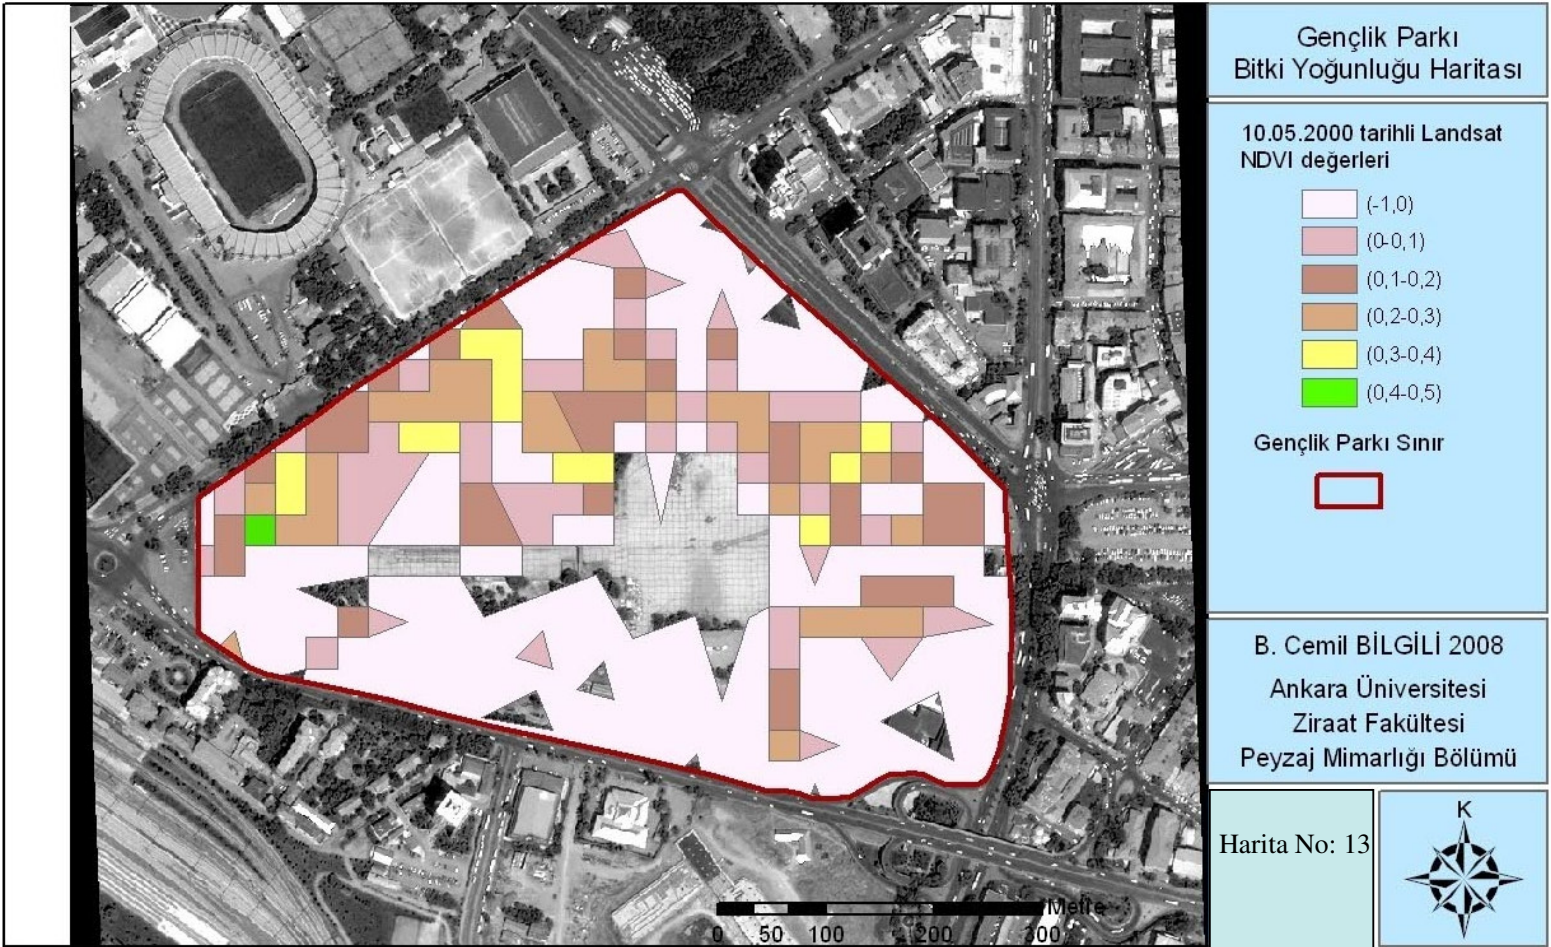 Gençlik Parkı
Bitki Yoğunluğu Haritası
10.05.2000 tarihli Landsat
NDVI değerleri
(-1,0)
(0-0,1)
(0,1-0,2)
(0,2-0,3)
(0,3-0,4)
(0,4-0,5)
Gençlik Parkı Sınır
B. Cemil BİLGİLİ 2008
Ankara Üniversitesi
Ziraat Fakültesi
Peyzaj Mimarlığı Bölümü
Harita No: 13
K
Metre
0 50 100 200 300